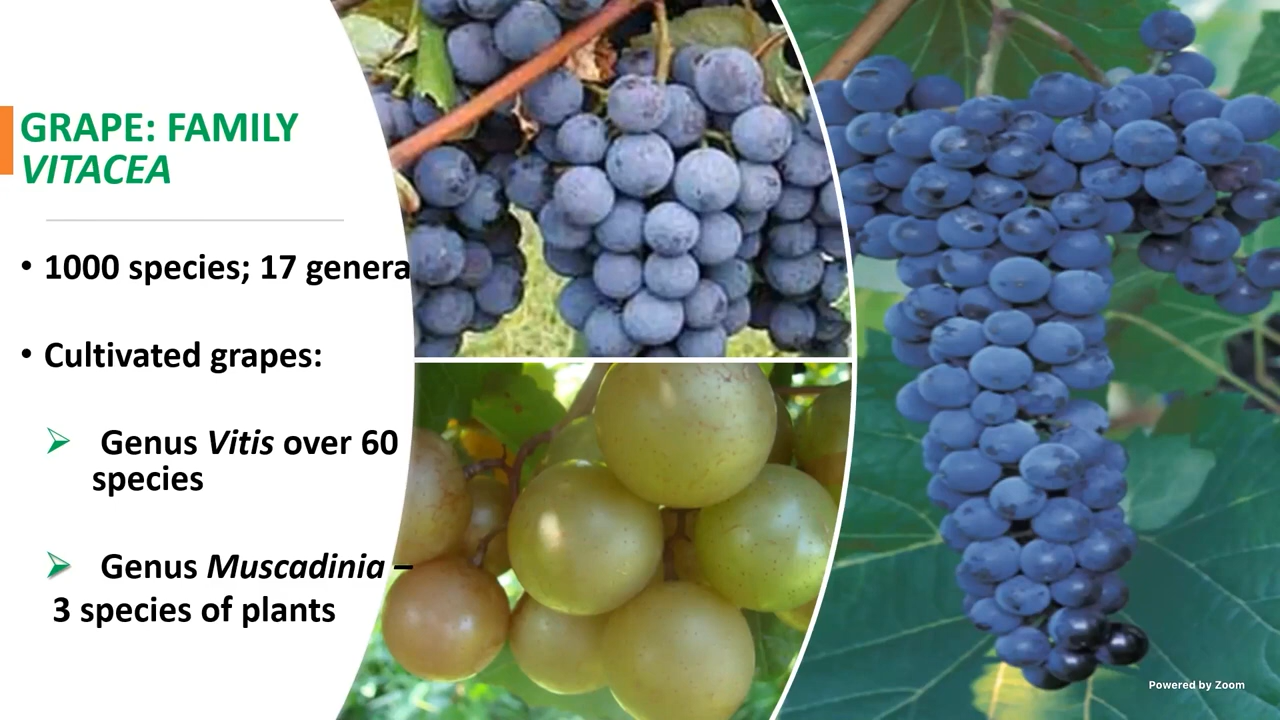 GRAPE: FAMILY
VITACEA
• 1000 species; 17 genera
• Cultivated grapes:
➢ Genus Vitis over 60
species
➢ Genus Muscadinia –
3 species of plants
Powered by Zoom